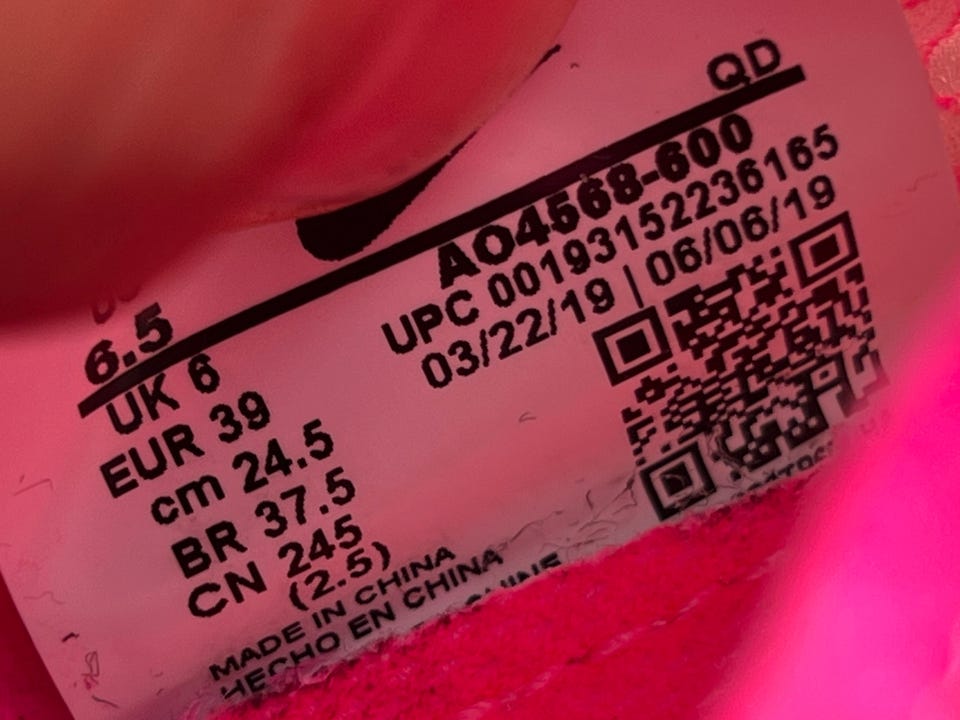 QD
AO4568-600
UPC 00193152236165
03/22/19 | 06/06/19
6.5
UK 6
EUR 39
cm 24.5
BR 37.5
CN 245
(2.5)
MADE IN CHINA
HECHO EN CHINA